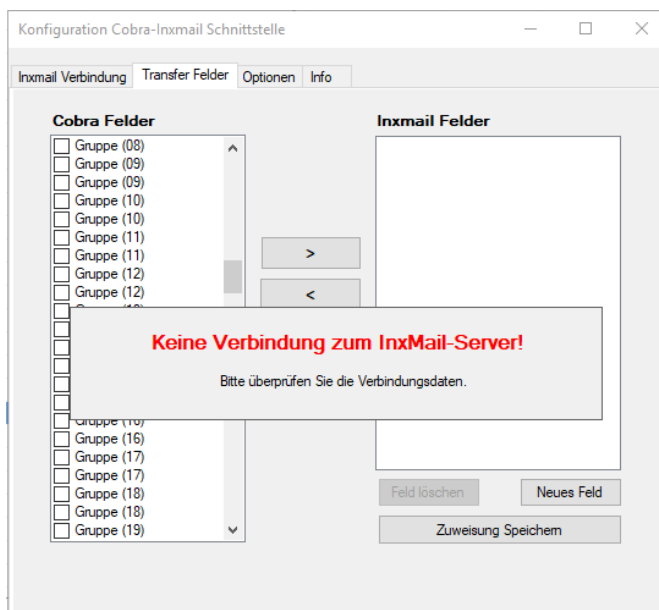 Konfiguration Cobra-Inxmail Schnittstelle
Inxmail Verbindung Transfer Felder Optionen Info
Cobra Felder
Inxmail Felder
Gruppe (08)
Gruppe (09)
Gruppe (09)
Gruppe (10)
Gruppe (10)
Gruppe (11)
Gruppe (11)
Gruppe (12)
Gruppe (12)
>
<
Keine Verbindung zum InxMail-Server!
Bitte überprüfen Sie die Verbindungsdaten.
Gruppe (16)
Gruppe (16)
Gruppe (17)
Gruppe (17)
Gruppe (18)
Gruppe (18)
Gruppe (19)
Feld löschen
Neues Feld
Zuweisung Speichern